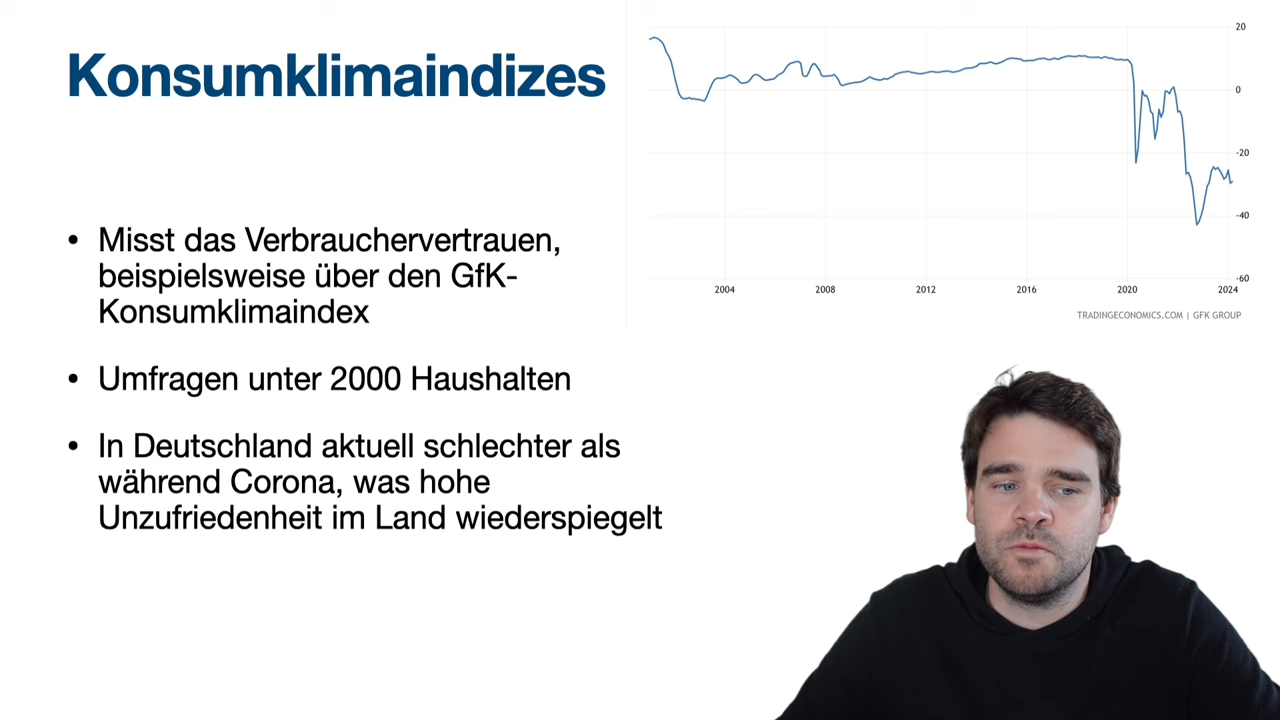 Konsumklimaindizes
• Misst das Verbrauchervertrauen,
beispielsweise über den GfK-
Konsumklimaindex
• Umfragen unter 2000 Haushalten
• In Deutschland aktuell schlechter als
während Corona, was hohe
Unzufriedenheit im Land wiederspiegelt
20
0
-20
-40
-60
2004 2008 2012 2016 2020 2024
TRADINGECONOMICS.COM | GFK GROUP